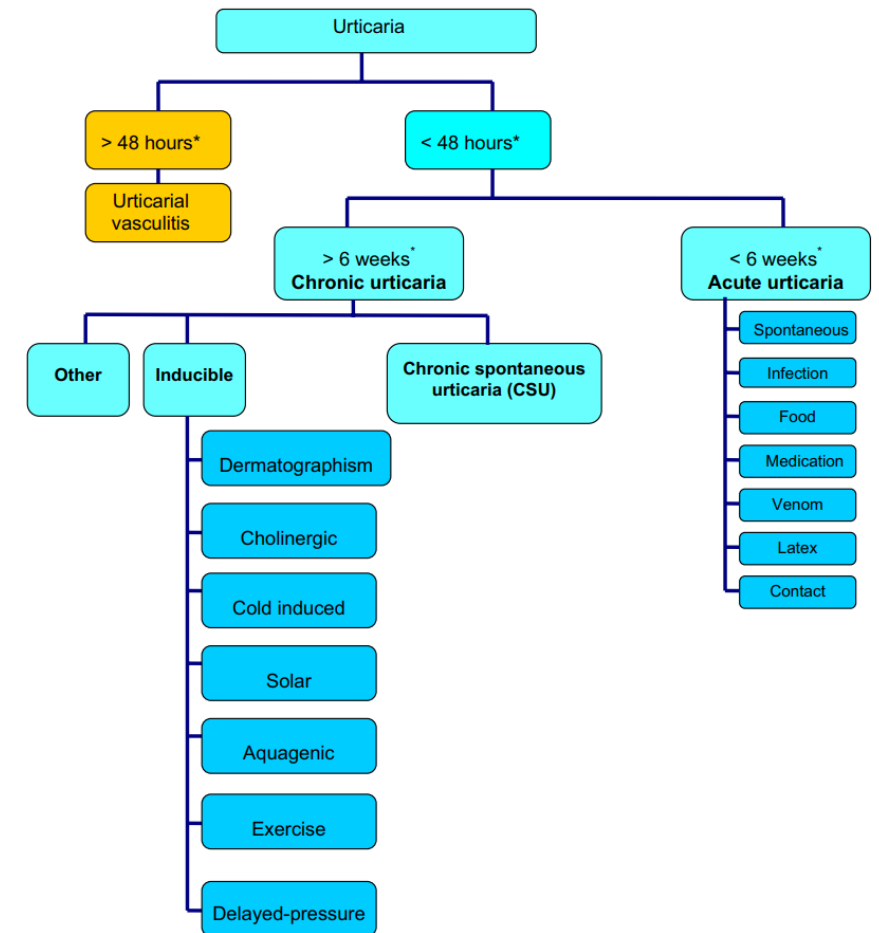 Urticaria
> 48 hours*
< 48 hours*
Urticarial
vasculitis
> 6 weeks*
Chronic urticaria
< 6 weeks*
Acute urticaria
Other
Inducible
Chronic spontaneous
urticaria (CSU)
Dermatographism
Cholinergic
Cold induced
Solar
Aquagenic
Exercise
Delayed-pressure
Spontaneous
Infection
Food
Medication
Venom
Latex
Contact